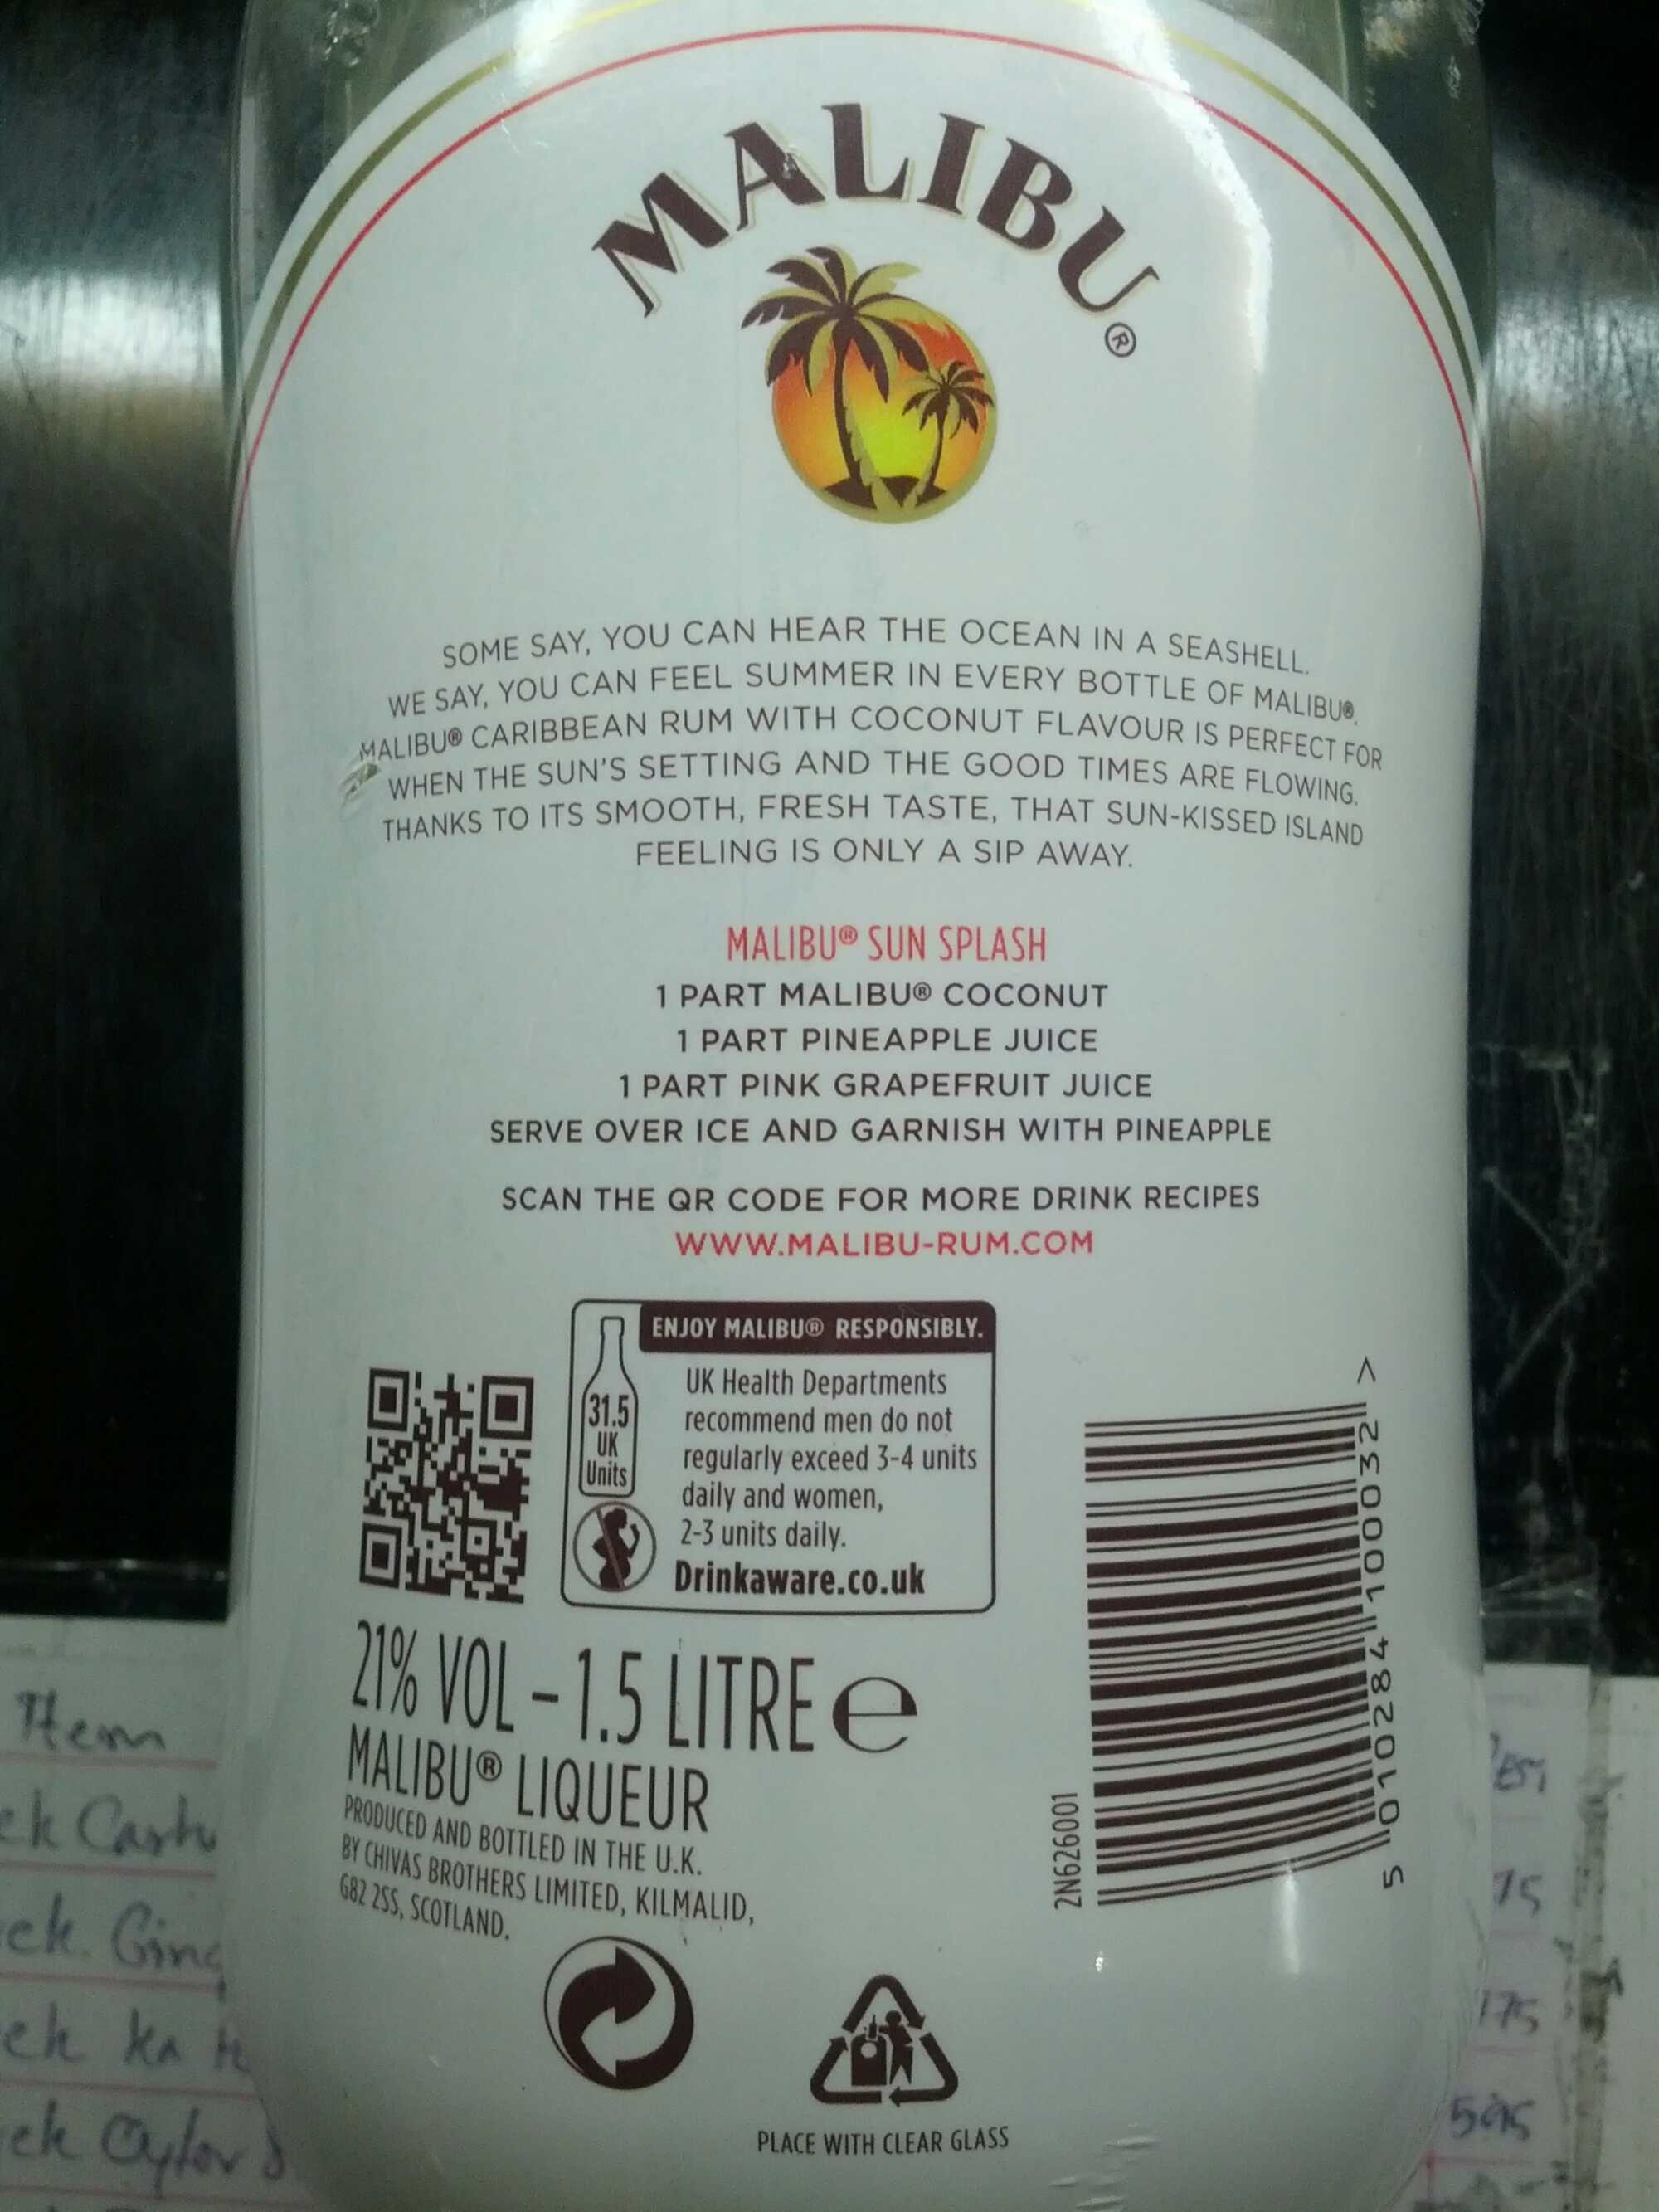 MALIBU®
SOME SAY, YOU CAN HEAR THE OCEAN IN A SEASHELL.
WE SAY, YOU CAN FEEL SUMMER IN EVERY BOTTLE OF MALIBU®.
MALIBU® CARIBBEAN RUM WITH COCONUT FLAVOUR IS PERFECT FOR
WHEN THE SUN'S SETTING AND THE GOOD TIMES ARE FLOWING.
THANKS TO ITS SMOOTH, FRESH TASTE, THAT SUN-KISSED ISLAND
FEELING IS ONLY A SIP AWAY.
MALIBU® SUN SPLASH
1 PART MALIBU® COCONUT
1 PART PINEAPPLE JUICE
1 PART PINK GRAPEFRUIT JUICE
SERVE OVER ICE AND GARNISH WITH PINEAPPLE
SCAN THE QR CODE FOR MORE DRINK RECIPES
WWW.MALIBU-RUM.COM
ENJOY MALIBU® RESPONSIBLY.
31.5
UK
Units
UK Health Departments
recommend men do not
regularly exceed 3-4 units
daily and women,
2-3 units daily.
Drinkaware.co.uk
21% VOL – 1.5 LITRE e
MALIBU® LIQUEUR
PRODUCED AND BOTTLED IN THE U.K.
BY CHIVAS BROTHERS LIMITED, KILMALID,
G82 2SS, SCOTLAND.
2N626001
5 010284 100032 >
PLACE WITH CLEAR GLASS
Item
175